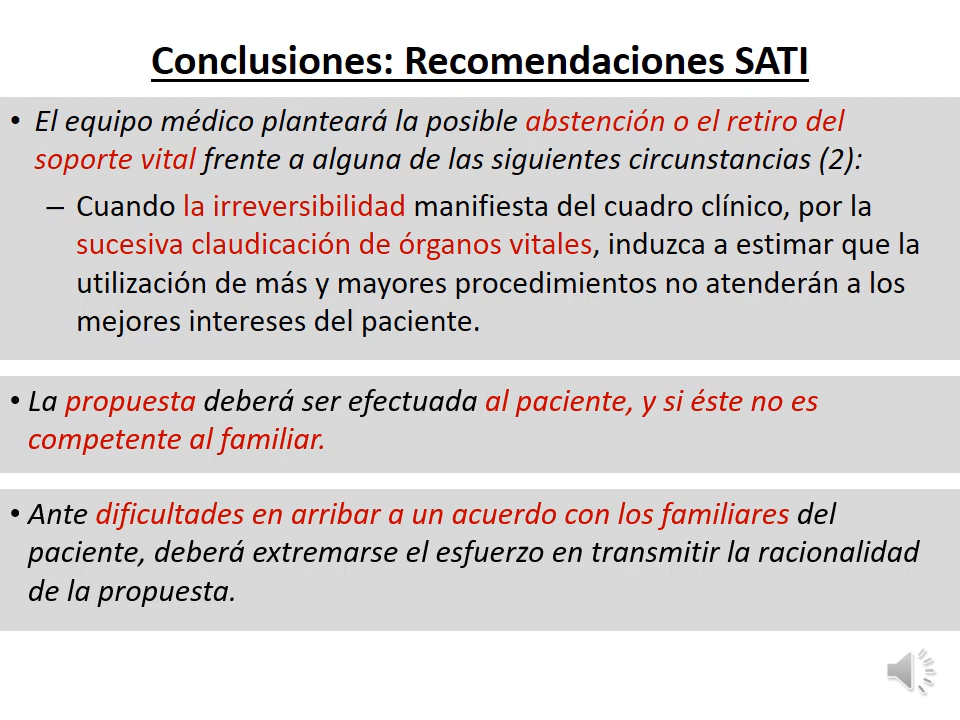 Conclusiones: Recomendaciones SATI
• El equipo médico planteará la posible abstención o el retiro del
soporte vital frente a alguna de las siguientes circunstancias (2):
– Cuando la irreversibilidad manifiesta del cuadro clínico, por la
sucesiva claudicación de órganos vitales, induzca a estimar que la
utilización de más y mayores procedimientos no atenderán a los
mejores intereses del paciente.
• La propuesta deberá ser efectuada al paciente, y si éste no es
competente al familiar.
• Ante dificultades en arribar a un acuerdo con los familiares del
paciente, deberá extremarse el esfuerzo en transmitir la racionalidad
de la propuesta.